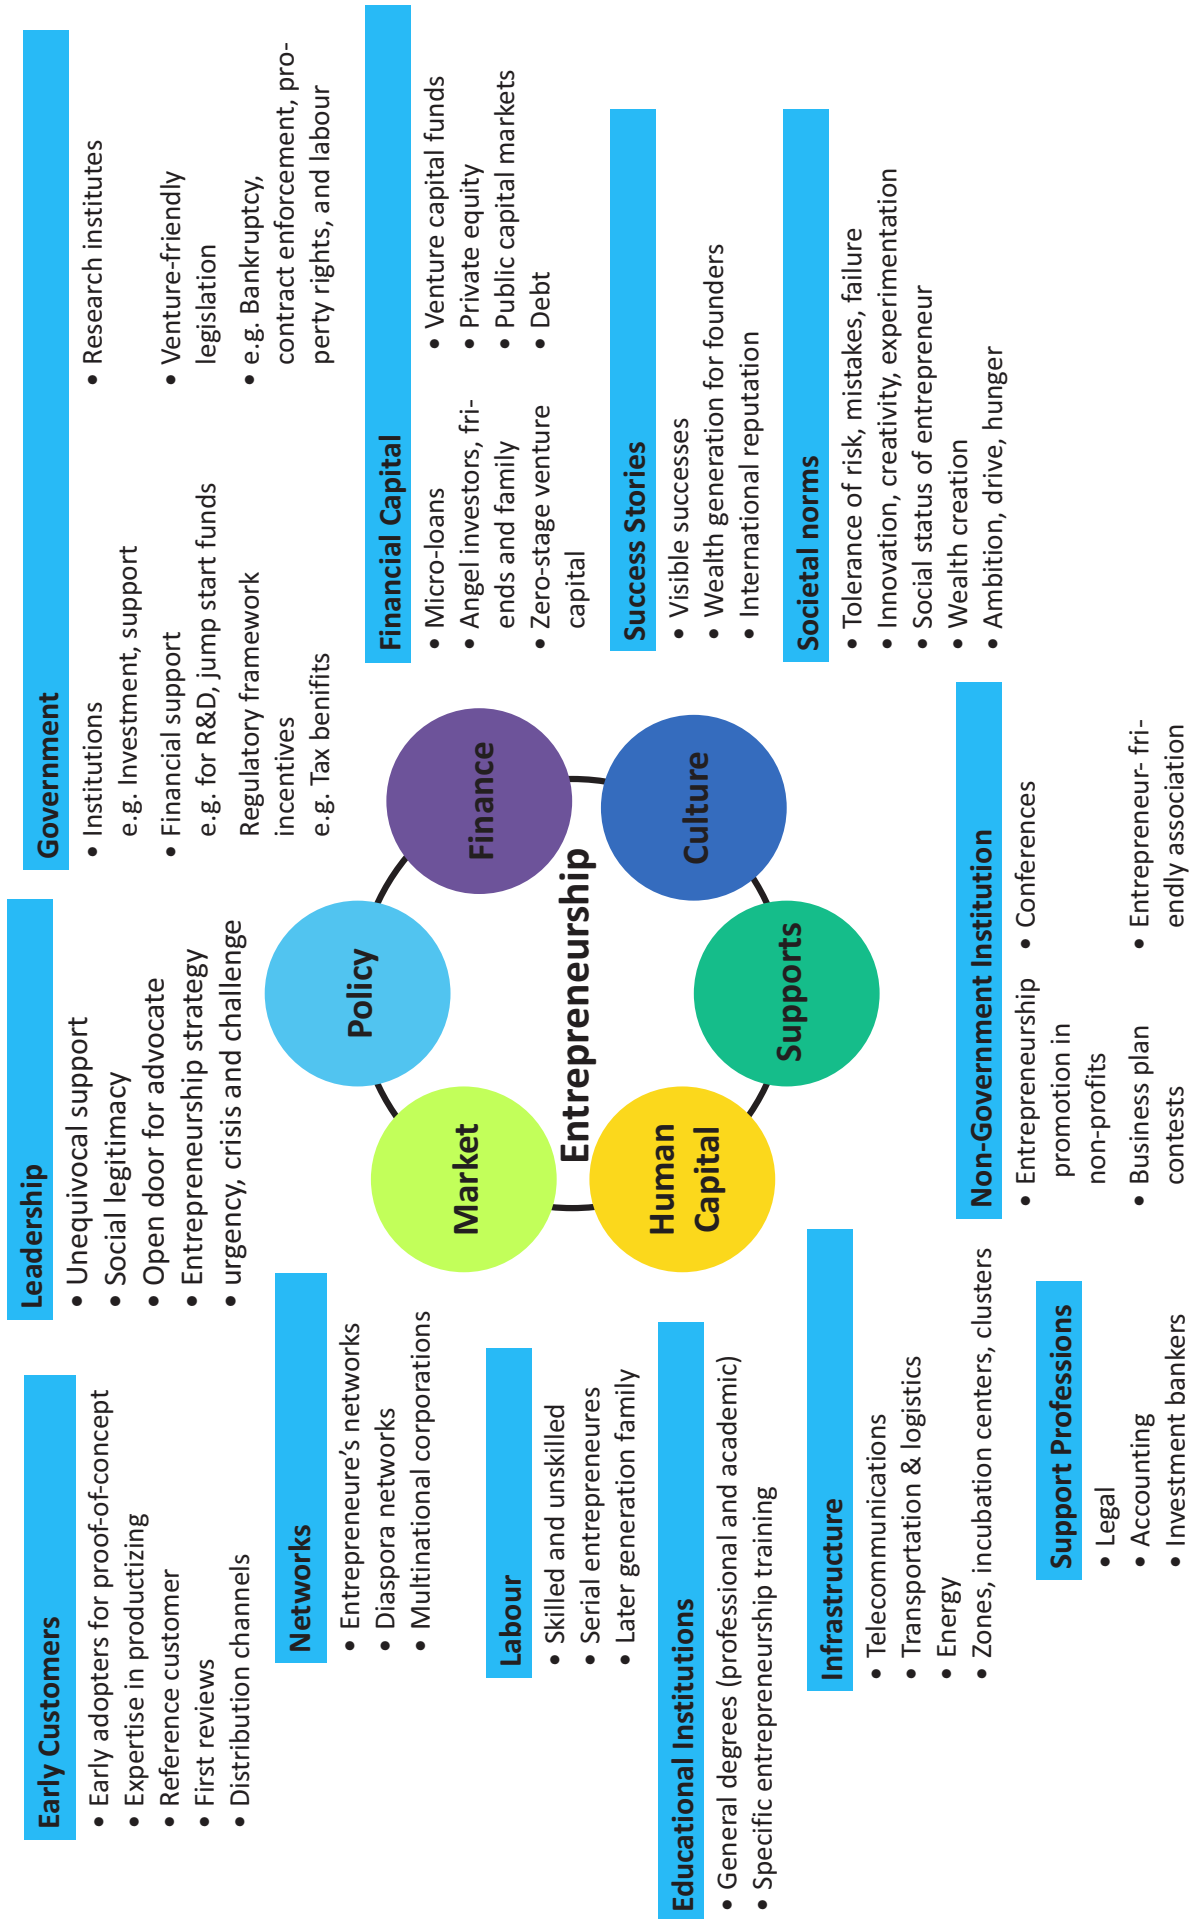 Early Customers
• Early adopters for proof-of-concept
• Expertise in productizing
• Reference customer
• First reviews
• Distribution channels
Leadership
• Unequivocal support
• Social legitimacy
• Open door for advocate
• Entrepreneurship strategy
• urgency, crisis and challenge
Government
• Institutions
e.g. Investment, support
• Financial support
e.g. for R&D, jump start funds
Regulatory framework
incentives
e.g. Tax benifits
• Research institutes
• Venture-friendly
legislation
• e.g. Bankruptcy,
contract enforcement, pro-
perty rights, and labour
Networks
• Entrepreneure's networks
• Diaspora networks
• Multinational corporations
Labour
• Skilled and unskilled
• Serial entrepreneures
• Later generation family
Educational Institutions
• General degrees (professional and academic)
• Specific entrepreneurship training
Infrastructure
• Telecommunications
• Transportation & logistics
• Energy
• Zones, incubation centers, clusters
Support Professions
• Legal
• Accounting
• Investment bankers
Policy
Market
Finance
Entrepreneurship
Human
Capital
Culture
Supports
Financial Capital
• Micro-loans
• Angel investors, fri-
ends and family
• Zero-stage venture
capital
• Venture capital funds
• Private equity
• Public capital markets
• Debt
Success Stories
• Visible successes
• Wealth generation for founders
• International reputation
Societal norms
• Tolerance of risk, mistakes, failure
• Innovation, creativity, experimentation
• Social status of entrepreneur
• Wealth creation
• Ambition, drive, hunger
Non-Government Institution
• Entrepreneurship
promotion in
non-profits
• Business plan
contests
• Conferences
• Entrepreneur- fri-
endly association